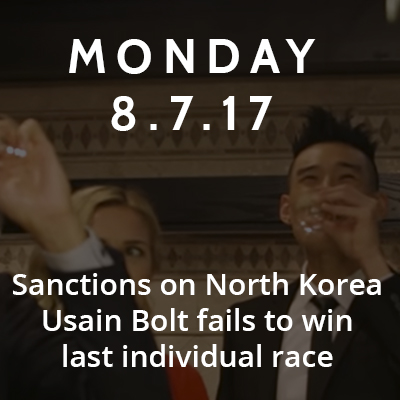 MONDAY
8.7.17
Sanctions on North Korea
Usain Bolt fails to win
last individual race